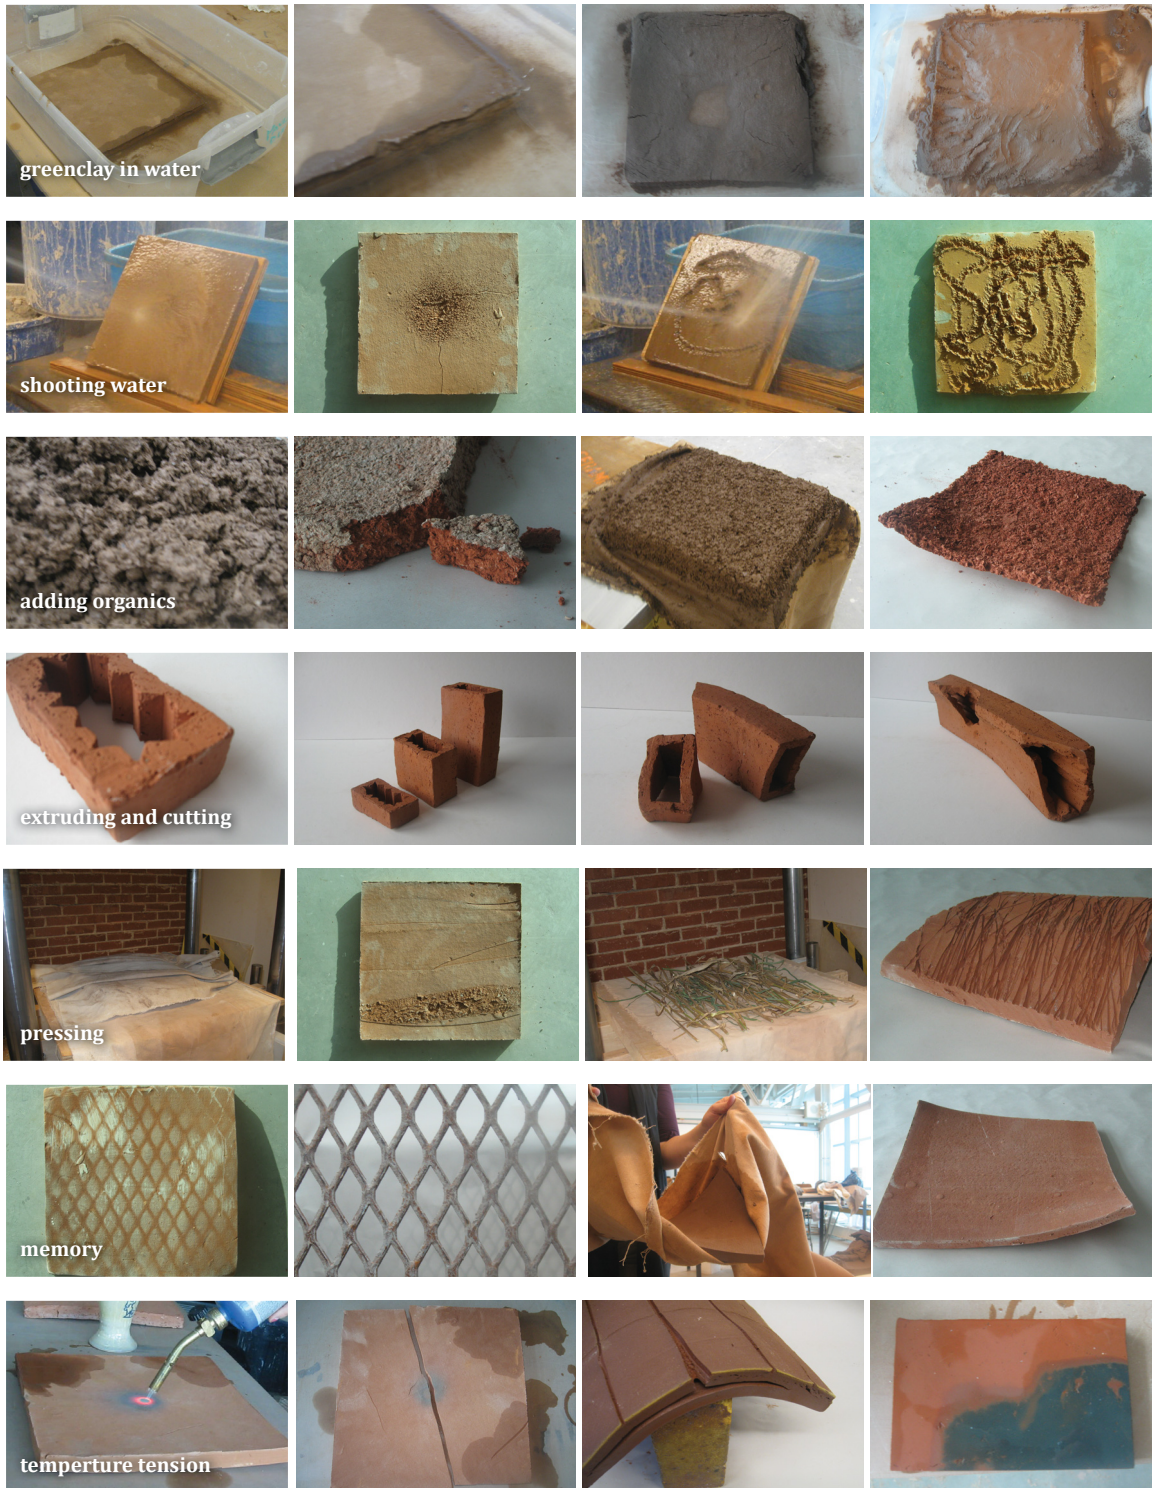 greenclay in water
shooting water
adding organics
extruding and cutting
pressing
memory
temperture tension